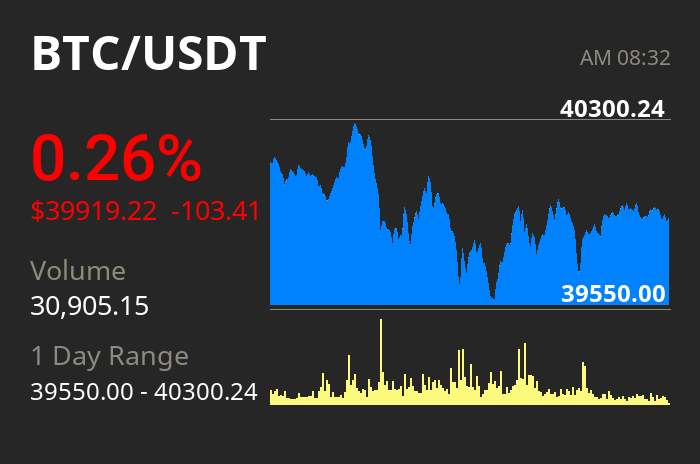 BTC/USDT
AM 08:32
40300.24
0.26%
$39919.22 -103.41
Volume
30,905.15
39550.00
1 Day Range
39550.00 - 40300.24